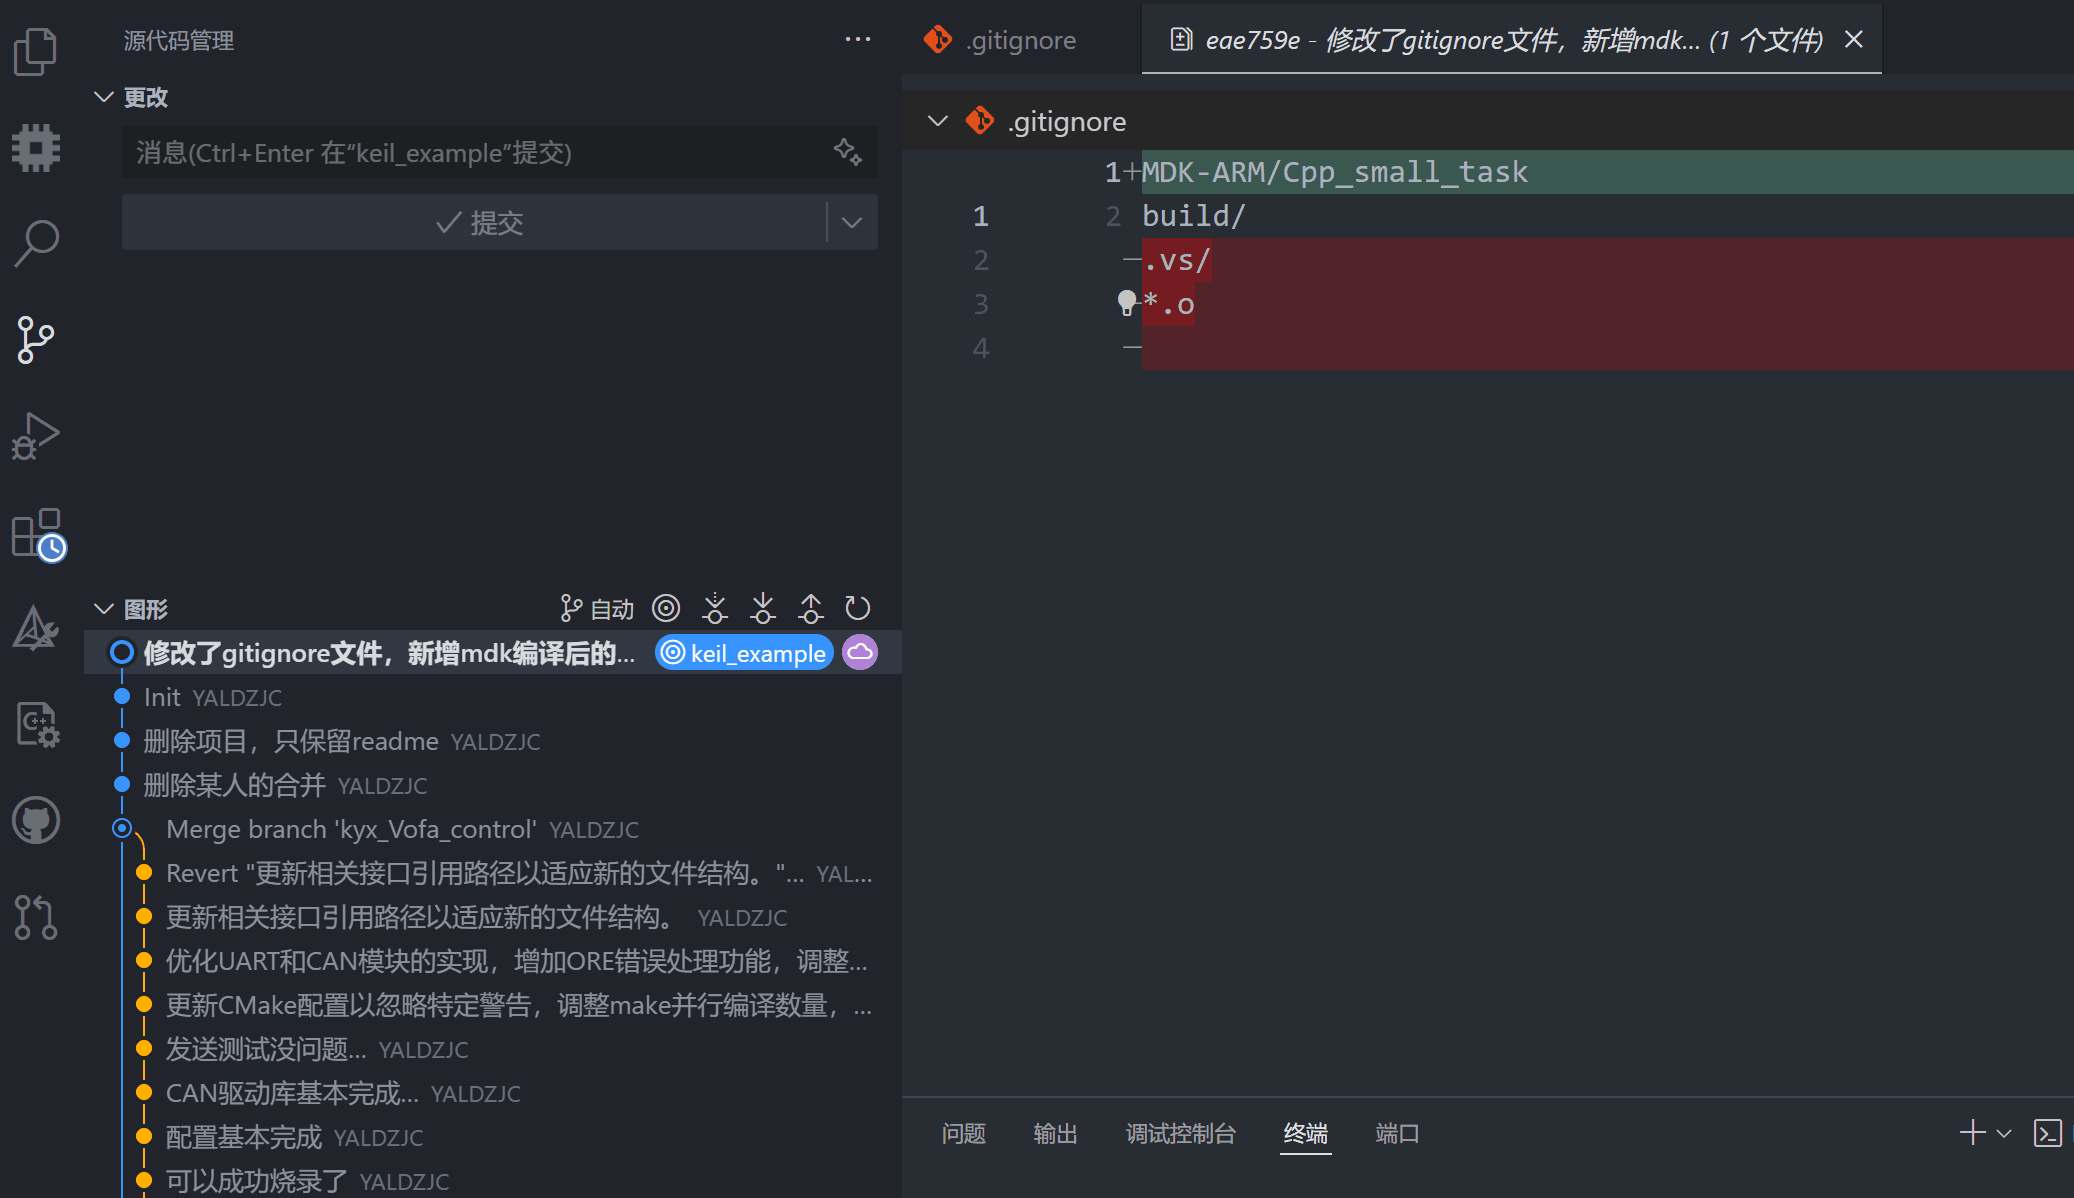 源代码管理
更改
消息(Ctrl+Enter 在“keil_example”提交)
提交
图形
自动
修改了gitignore文件，新增mdk编译后的... keil_example
Init YALDZJC
删除项目，只保留readme YALDZJC
删除某人的合并 YALDZJC
Merge branch 'kyx_Vofa_control' YALDZJC
Revert "更新相关接口引用路径以适应新的文件结构。"... YAL...
更新相关接口引用路径以适应新的文件结构。 YALDZJC
优化UART和CAN模块的实现，增加ORE错误处理功能，调整...
更新CMake配置以忽略特定警告，调整make并行编译数量，...
发送测试没问题... YALDZJC
CAN驱动库基本完成... YALDZJC
配置基本完成 YALDZJC
可以成功烧录了 YALDZJC
.gitignore
eae759e - 修改了gitignore文件，新增mdk... (1 个文件)
.gitignore
1+MDK-ARM/Cpp_small_task
1 2 build/
2 —.vs/
3 *.o
4 —
问题 输出 调试控制台 终端 端口